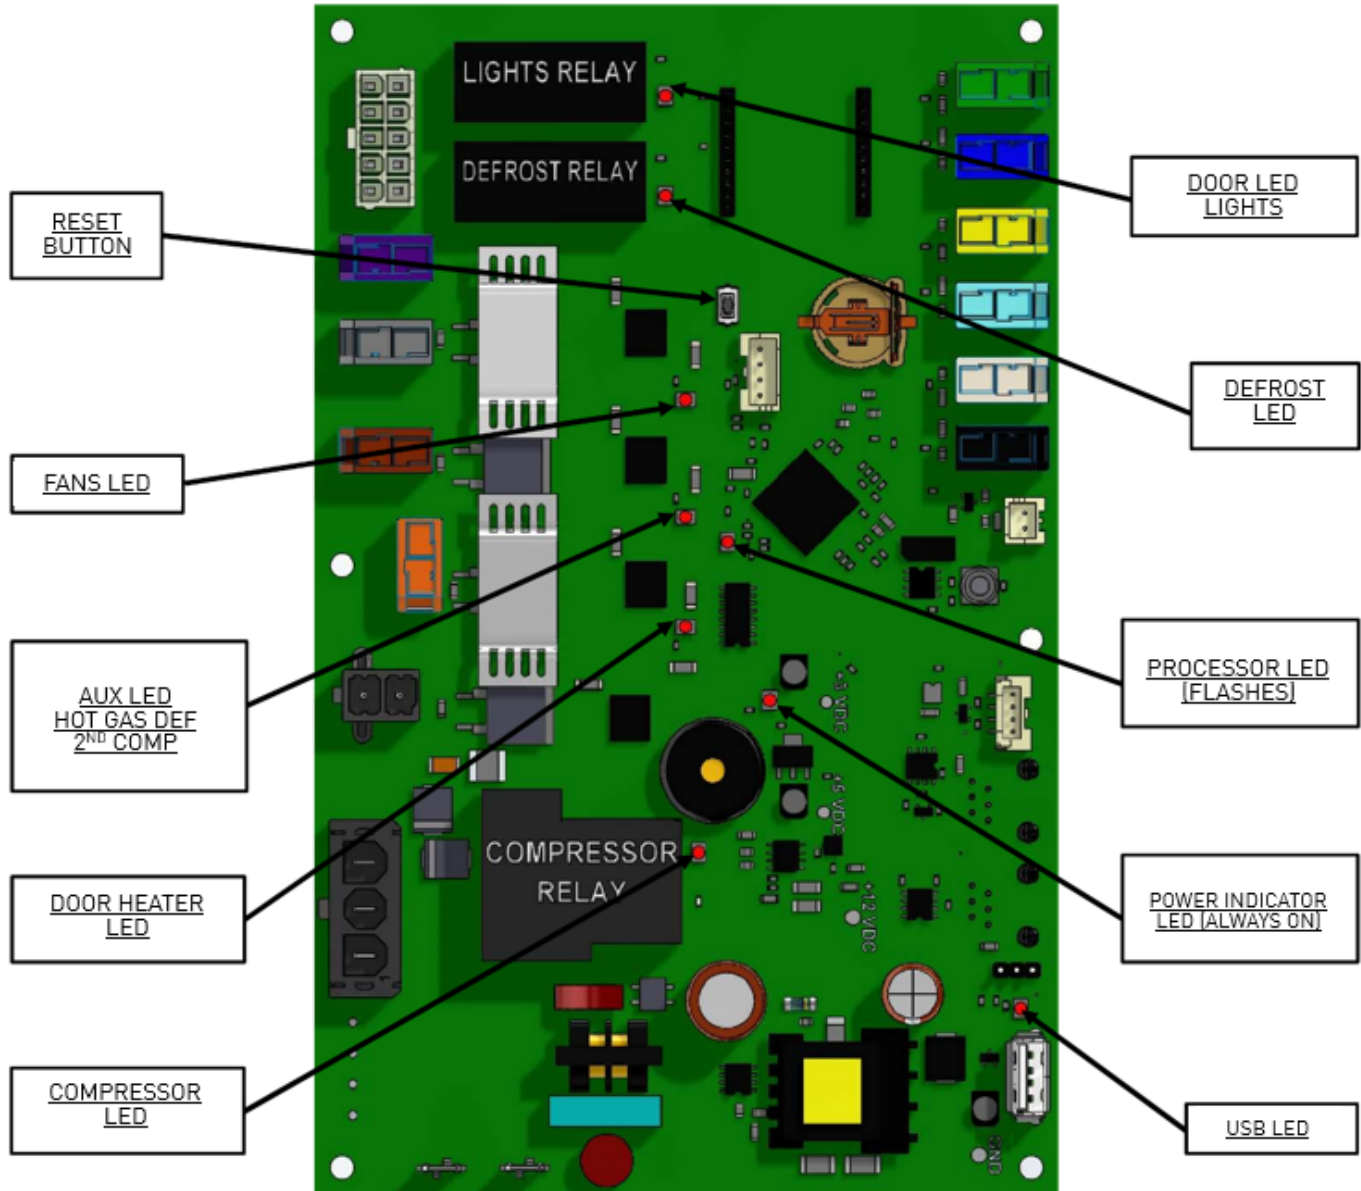 LIGHTS RELAY
DEFROST RELAY
RESET
BUTTON
DOOR LED
LIGHTS
DEFROST
LED
FANS LED
AUX LED
HOT GAS DEF
2ND COMP
PROCESSOR LED
(FLASHES)
+3 VDC
+5 VDC
COMPRESSOR
RELAY
+12 VDC
DOOR HEATER
LED
POWER INDICATOR
LED (ALWAYS ON)
COMPRESSOR
LED
USB LED
GND